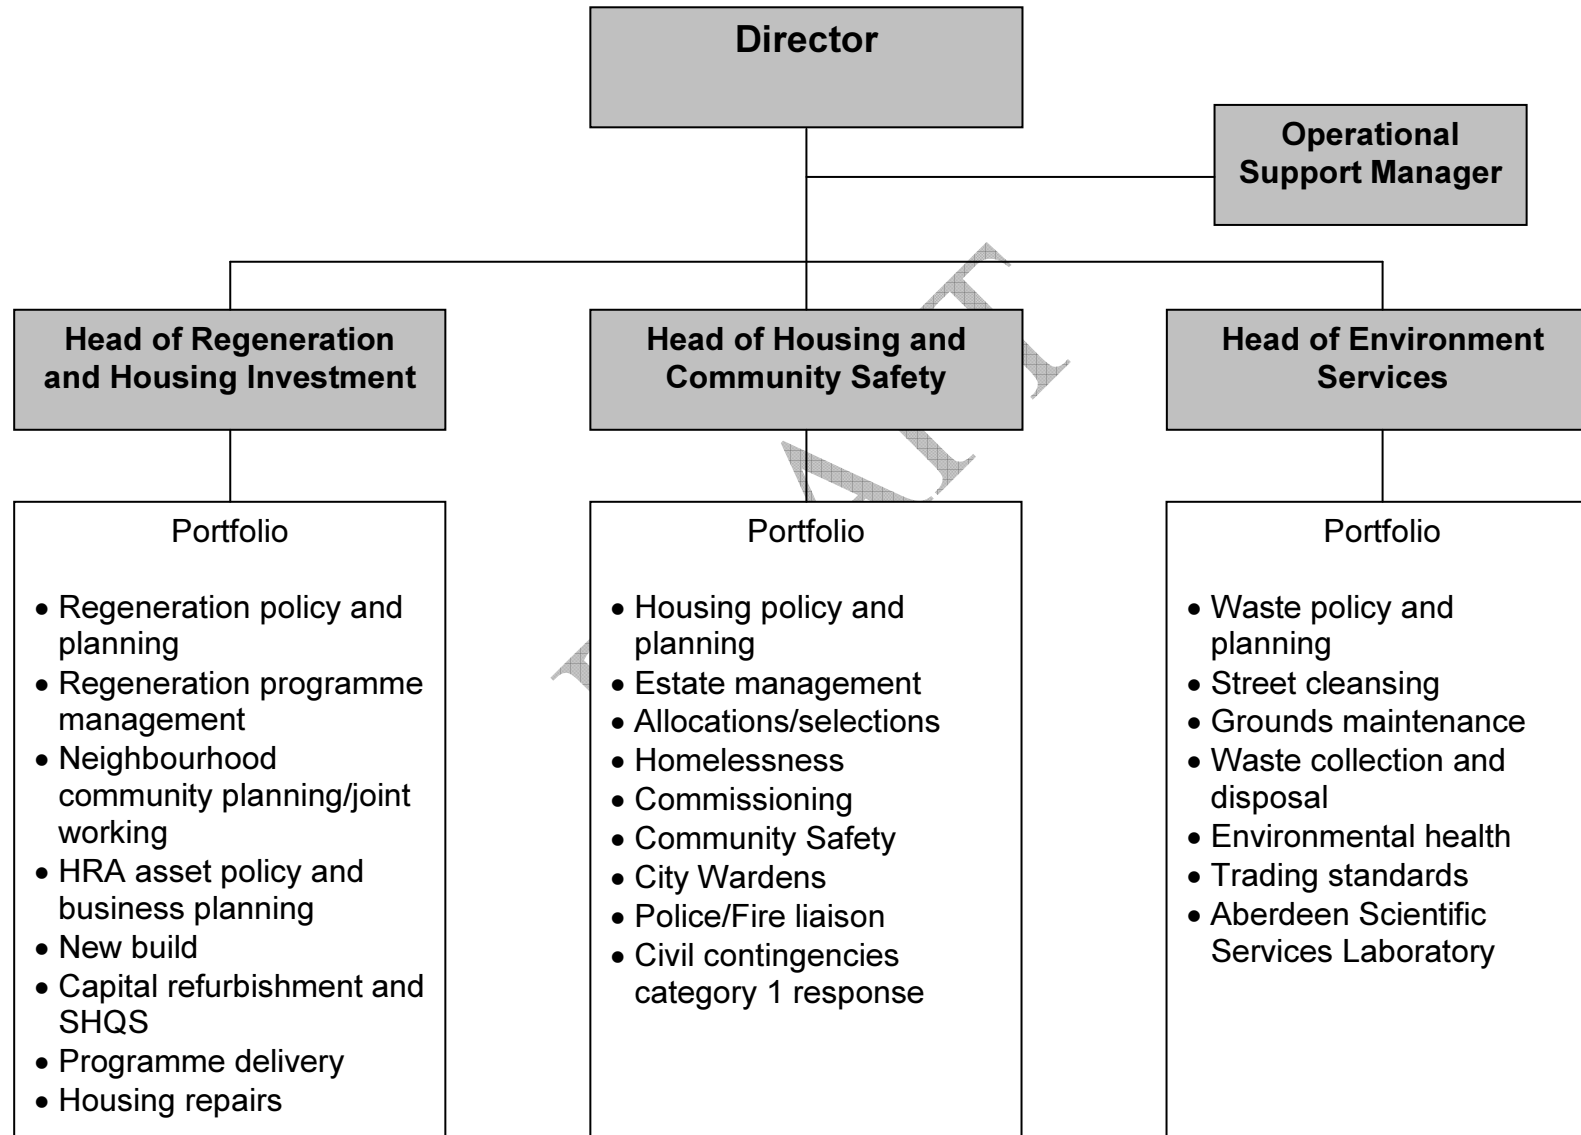 Director
Operational
Support Manager
Head of Regeneration
and Housing Investment
Head of Housing and
Community Safety
Head of Environment
Services
Portfolio
• Regeneration policy and
planning
• Regeneration programme
management
• Neighbourhood
community planning/joint
working
• HRA asset policy and
business planning
• New build
• Capital refurbishment and
SHQS
• Programme delivery
• Housing repairs
Portfolio
• Housing policy and
planning
• Estate management
• Allocations/selections
• Homelessness
• Commissioning
• Community Safety
• City Wardens
• Police/Fire liaison
• Civil contingencies
category 1 response
Portfolio
• Waste policy and
planning
• Street cleansing
• Grounds maintenance
• Waste collection and
disposal
• Environmental health
• Trading standards
• Aberdeen Scientific
Services Laboratory